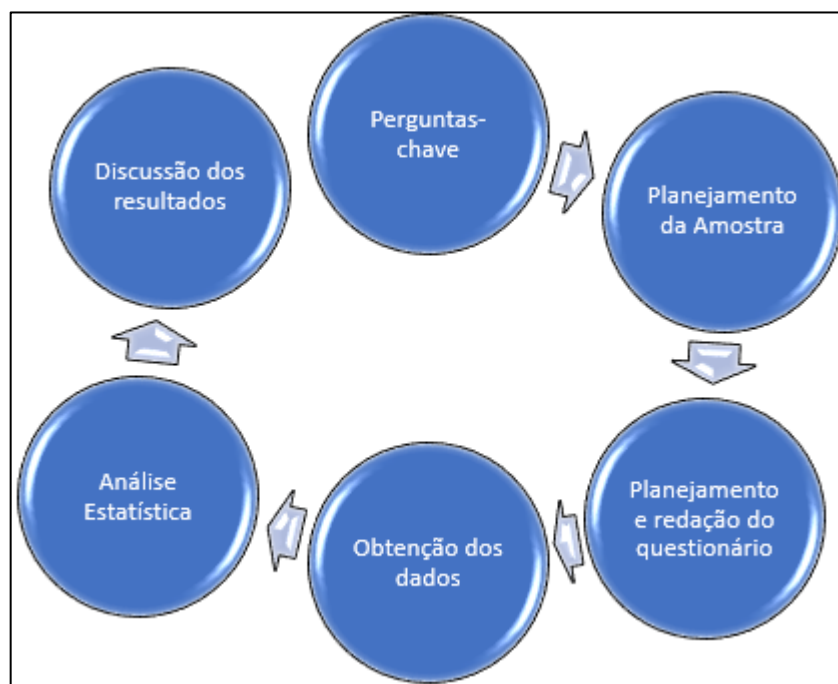 Perguntas-
chave
Planejamento
da Amostra
Planejamento
e redação do
questionário
Obtenção dos
dados
Análise
Estatística
Discussão dos
resultados